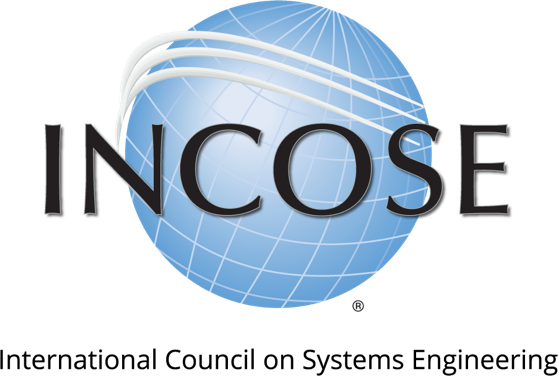 INCOSE
®
International Council on Systems Engineering